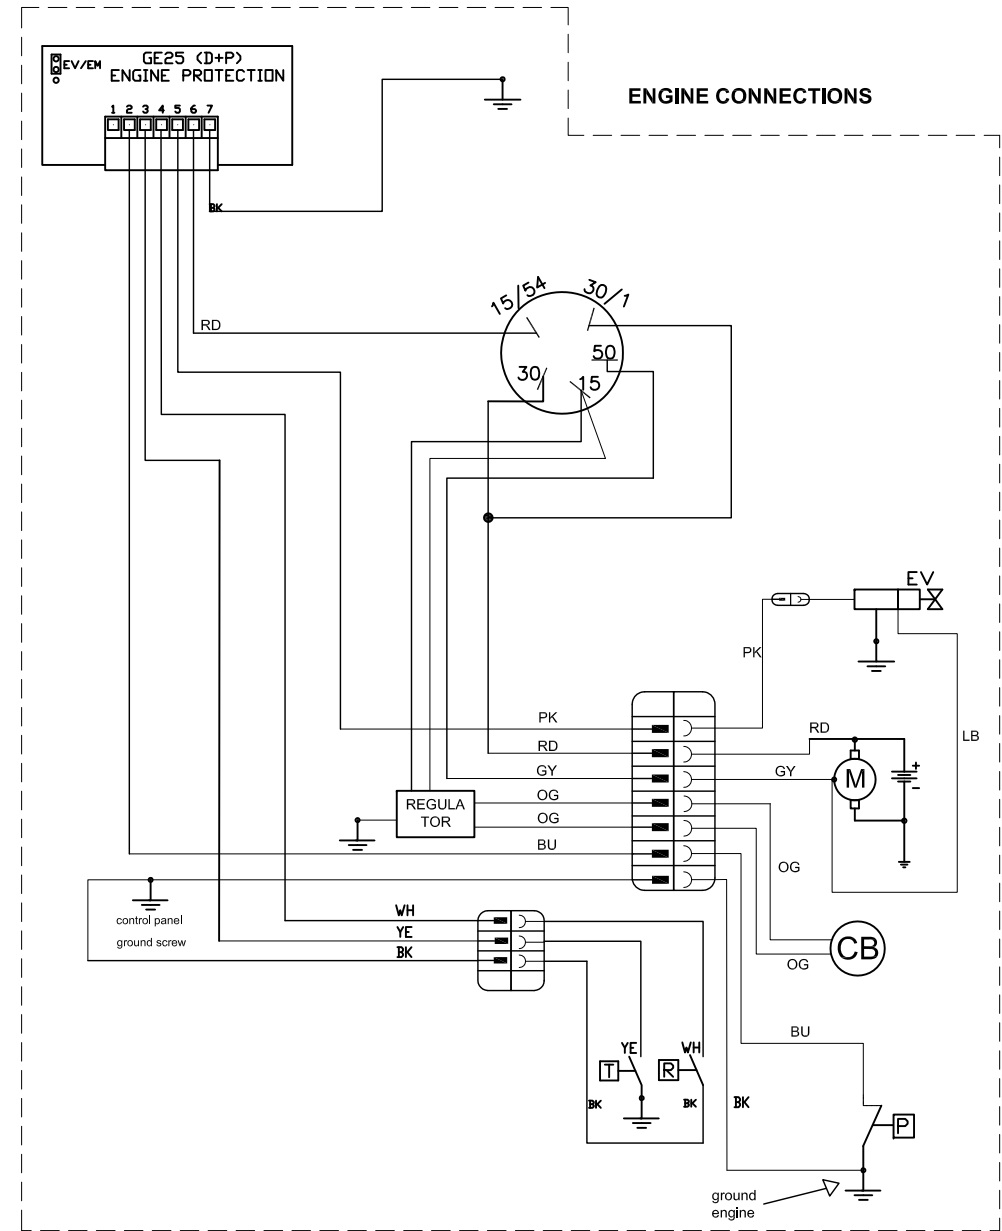 GE25 (D+P)
EV/EM
ENGINE PROTECTION
1 2 3 4 5 6 7
ENGINE CONNECTIONS
BK
15/54
30/1
RD
50
30
15
EV
PK
PK
RD
LB
RD
GY
GY
M
+
-
OG
REGULA
TOR
OG
BU
OG
control panel
ground screw
WH
YE
BK
CB
OG
BU
YE
WH
T
R
BK
BK
BK
P
ground
engine